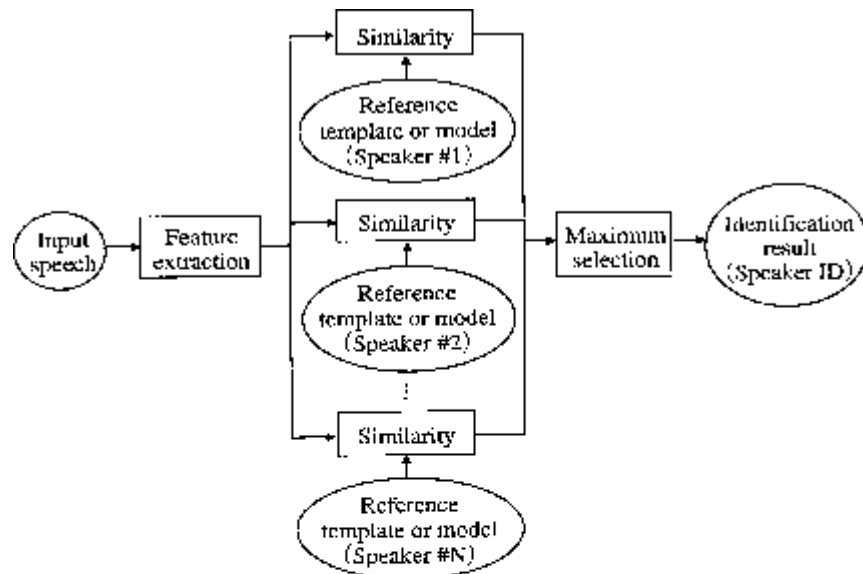 Similarity
Reference
template or model
(Speaker #1)
Similarity
Input
speech
Feature
extraction
Maximum
selection
Identification
result
(Speaker ID)
Reference
template or model
(Speaker #2)
Similarity
Reference
template or model
(Speaker #N)